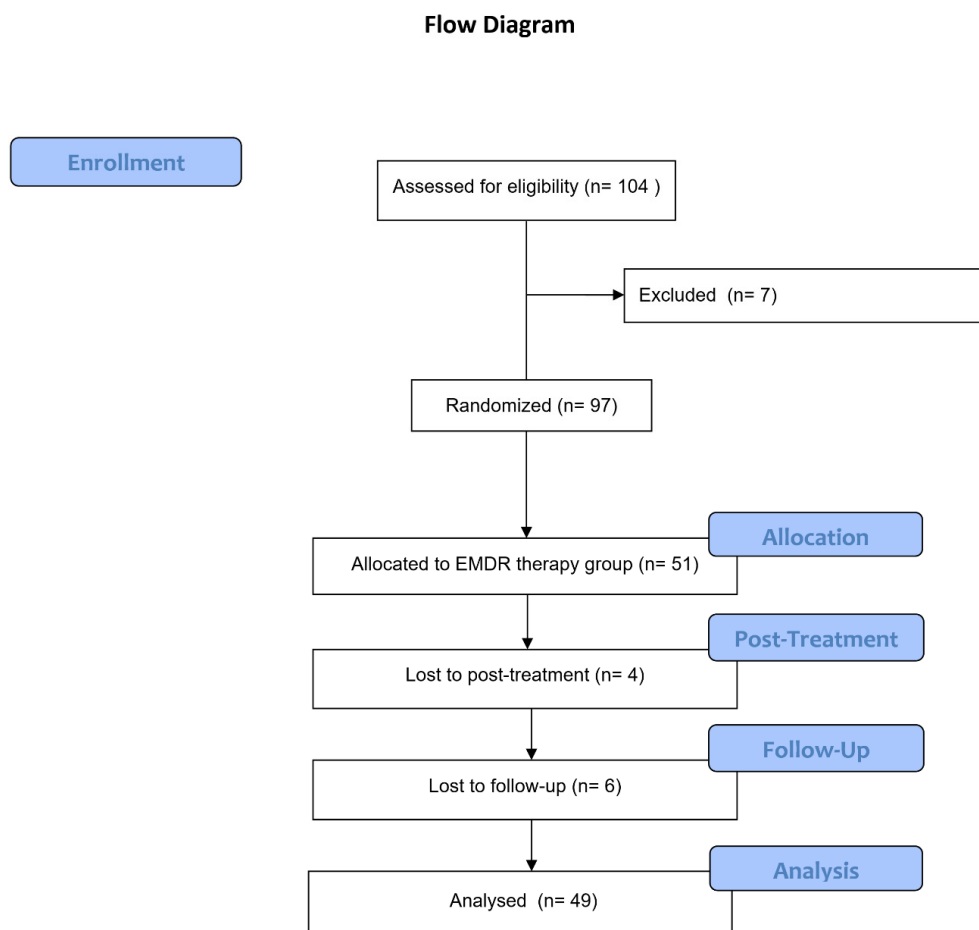 Flow Diagram
Enrollment
Assessed for eligibility (n= 104 )
Excluded  (n= 7)
Randomized (n= 97)
Allocation
Allocated to EMDR therapy group (n= 51)
Post-Treatment
Lost to post-treatment (n= 4)
Follow-Up
Lost to follow-up (n= 6)
Analysis
Analysed  (n= 49)